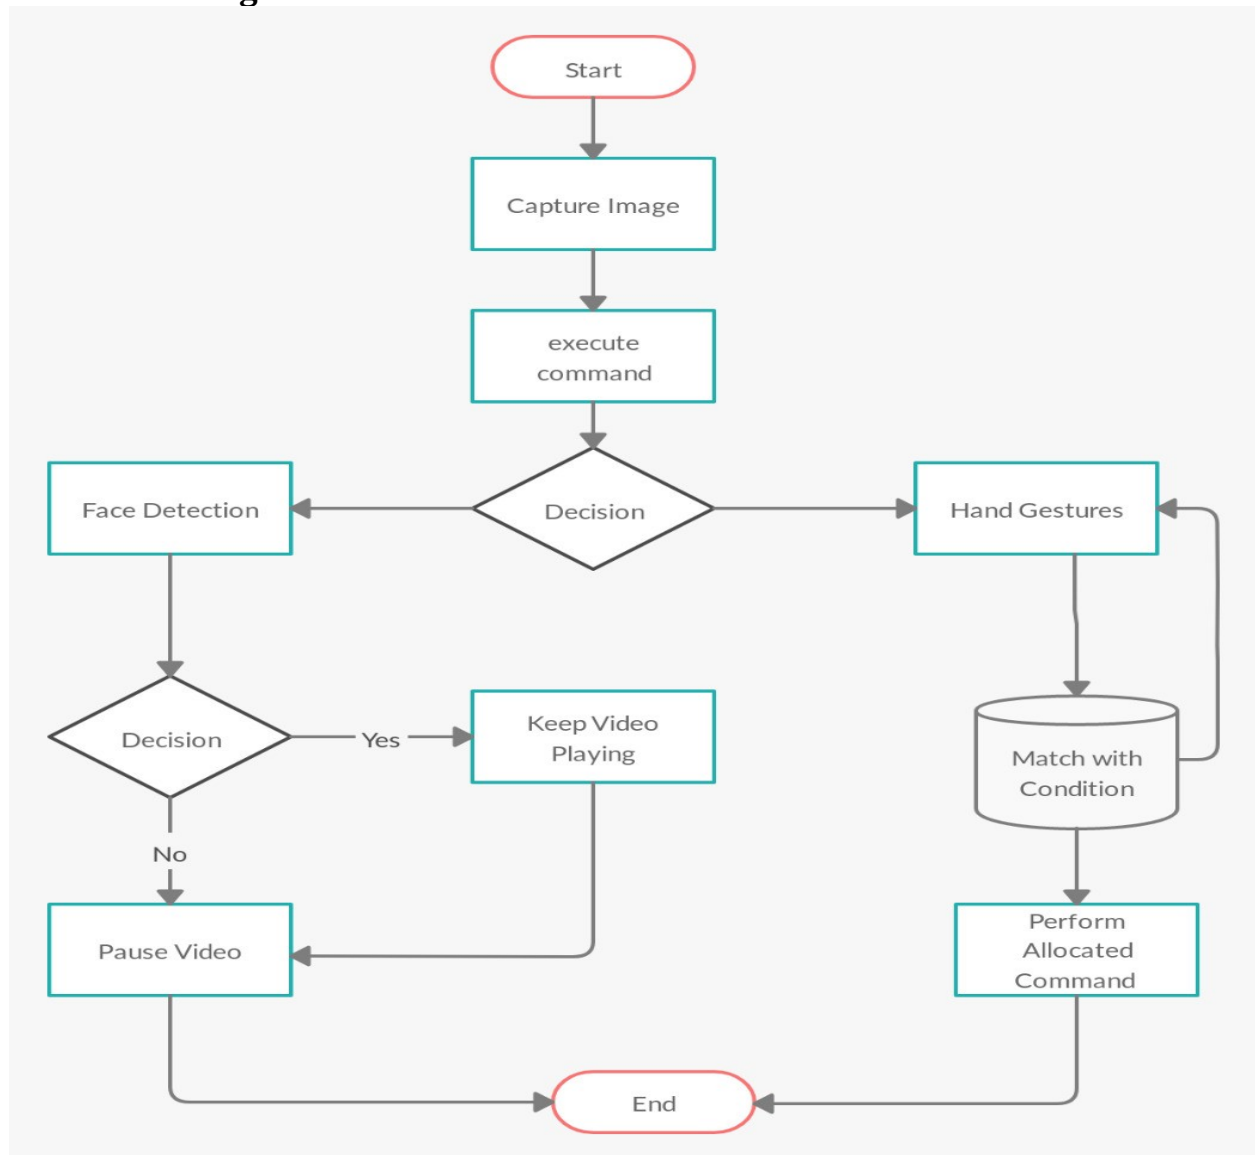 Start
Capture Image
execute
command
Face Detection
Decision
Hand Gestures
Decision
Yes
Keep Video
Playing
Match with
Condition
No
Pause Video
Perform
Allocated
Command
End